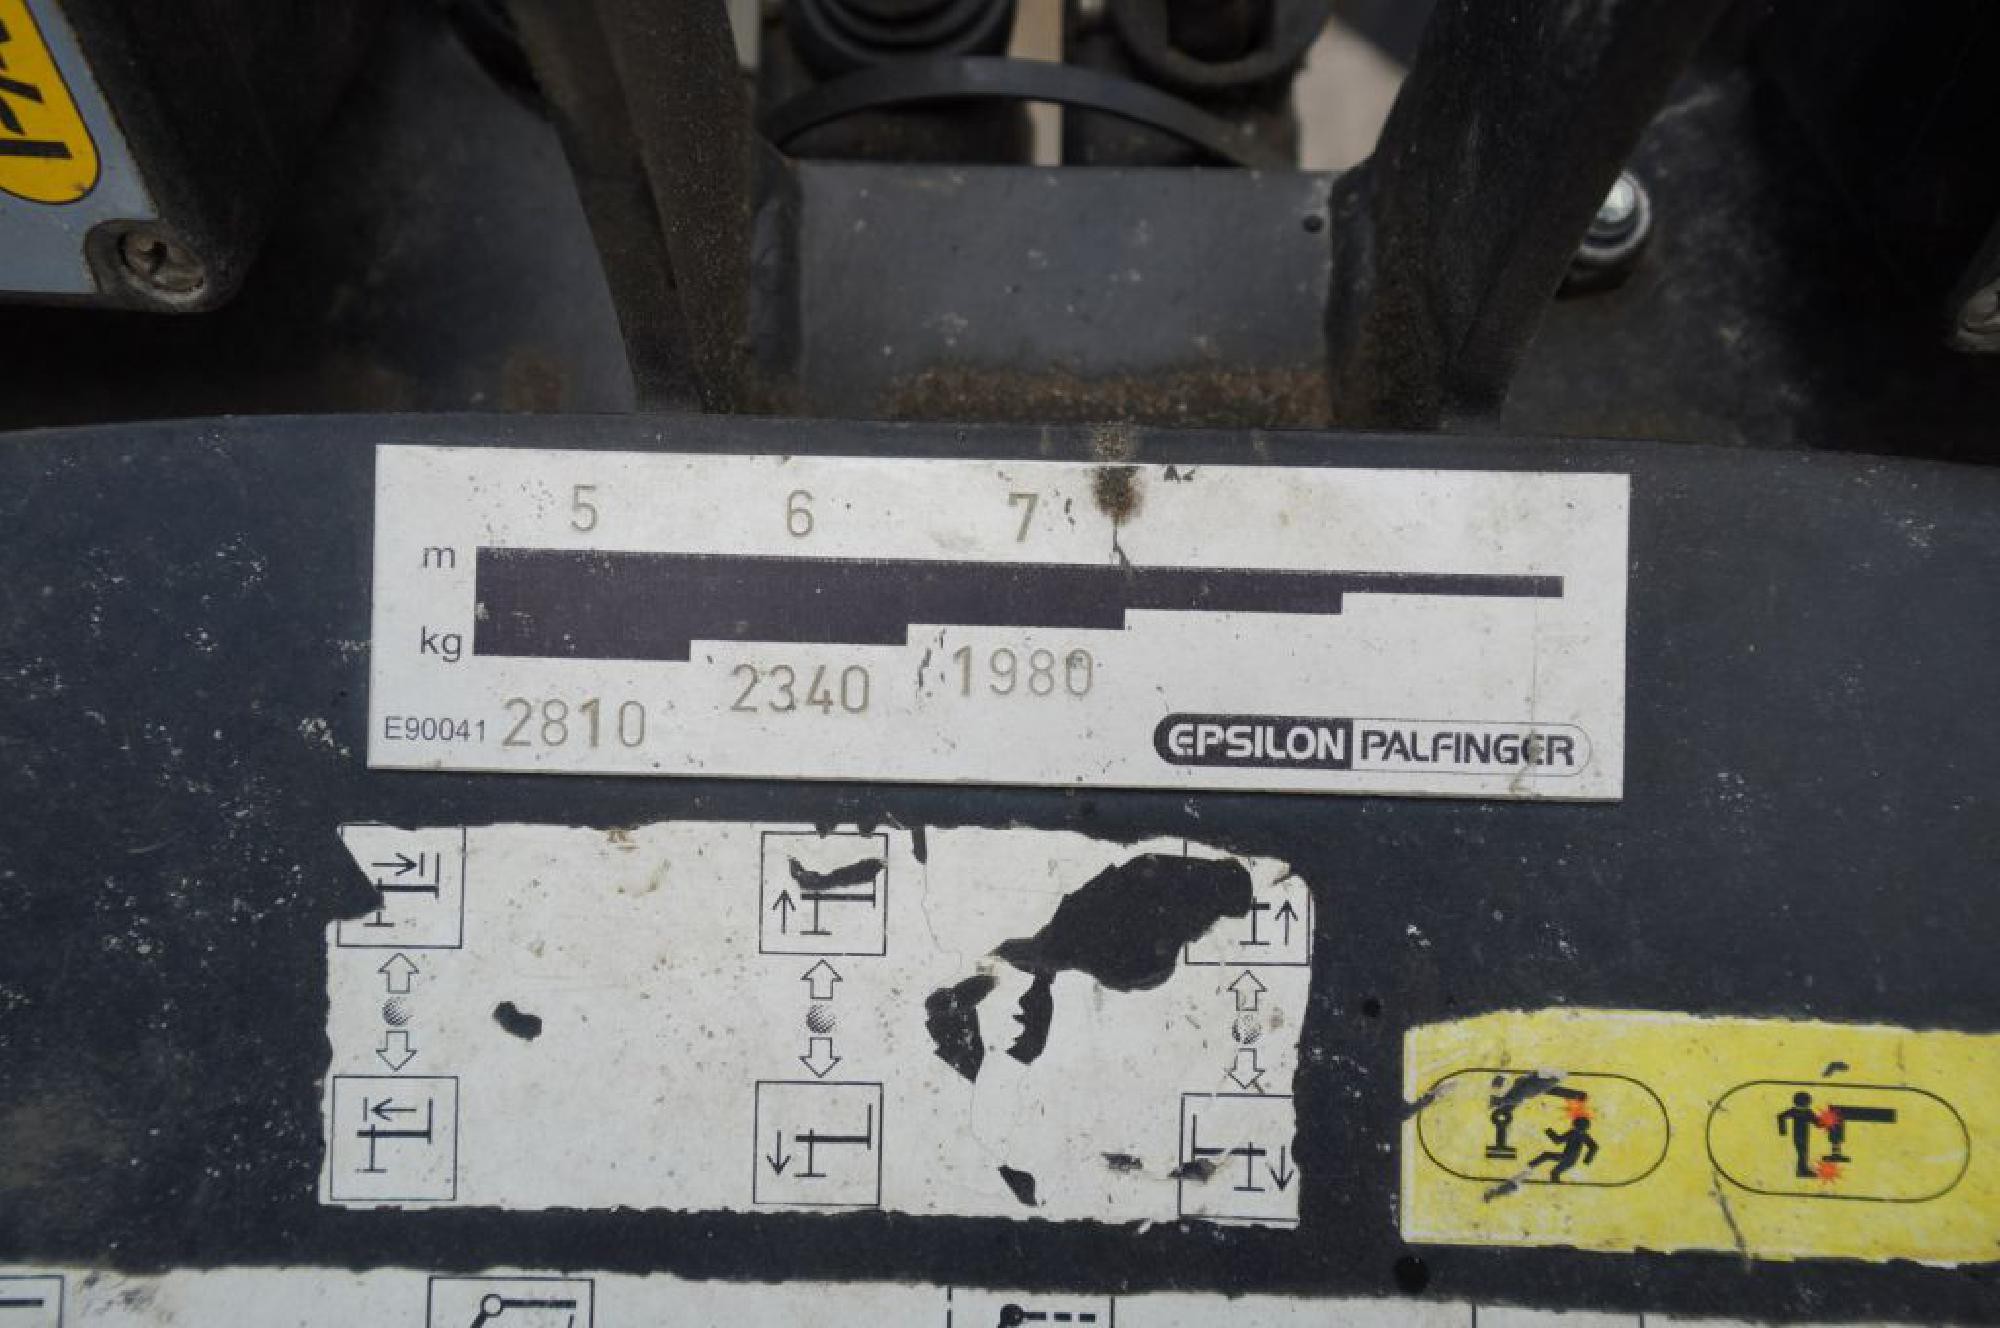 5 6 7
m
kg
2810 2340 1980
E90041
EPSILON PALFINGER